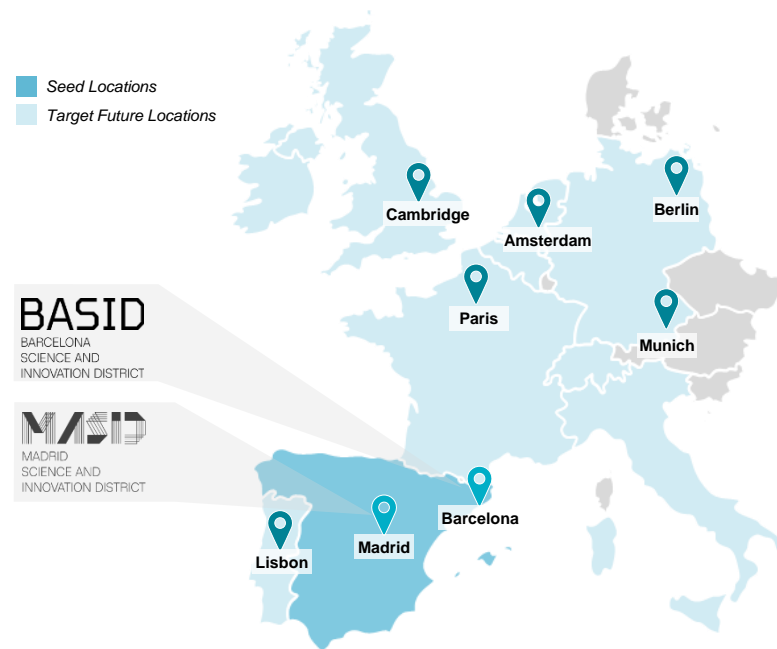 Seed Locations
Target Future Locations
Cambridge
Amsterdam
Berlin
Paris
Munich
BASID
BARCELONA
SCIENCE AND
INNOVATION DISTRICT
MASID
MADRID
SCIENCE AND
INNOVATION DISTRICT
Barcelona
Madrid
Lisbon